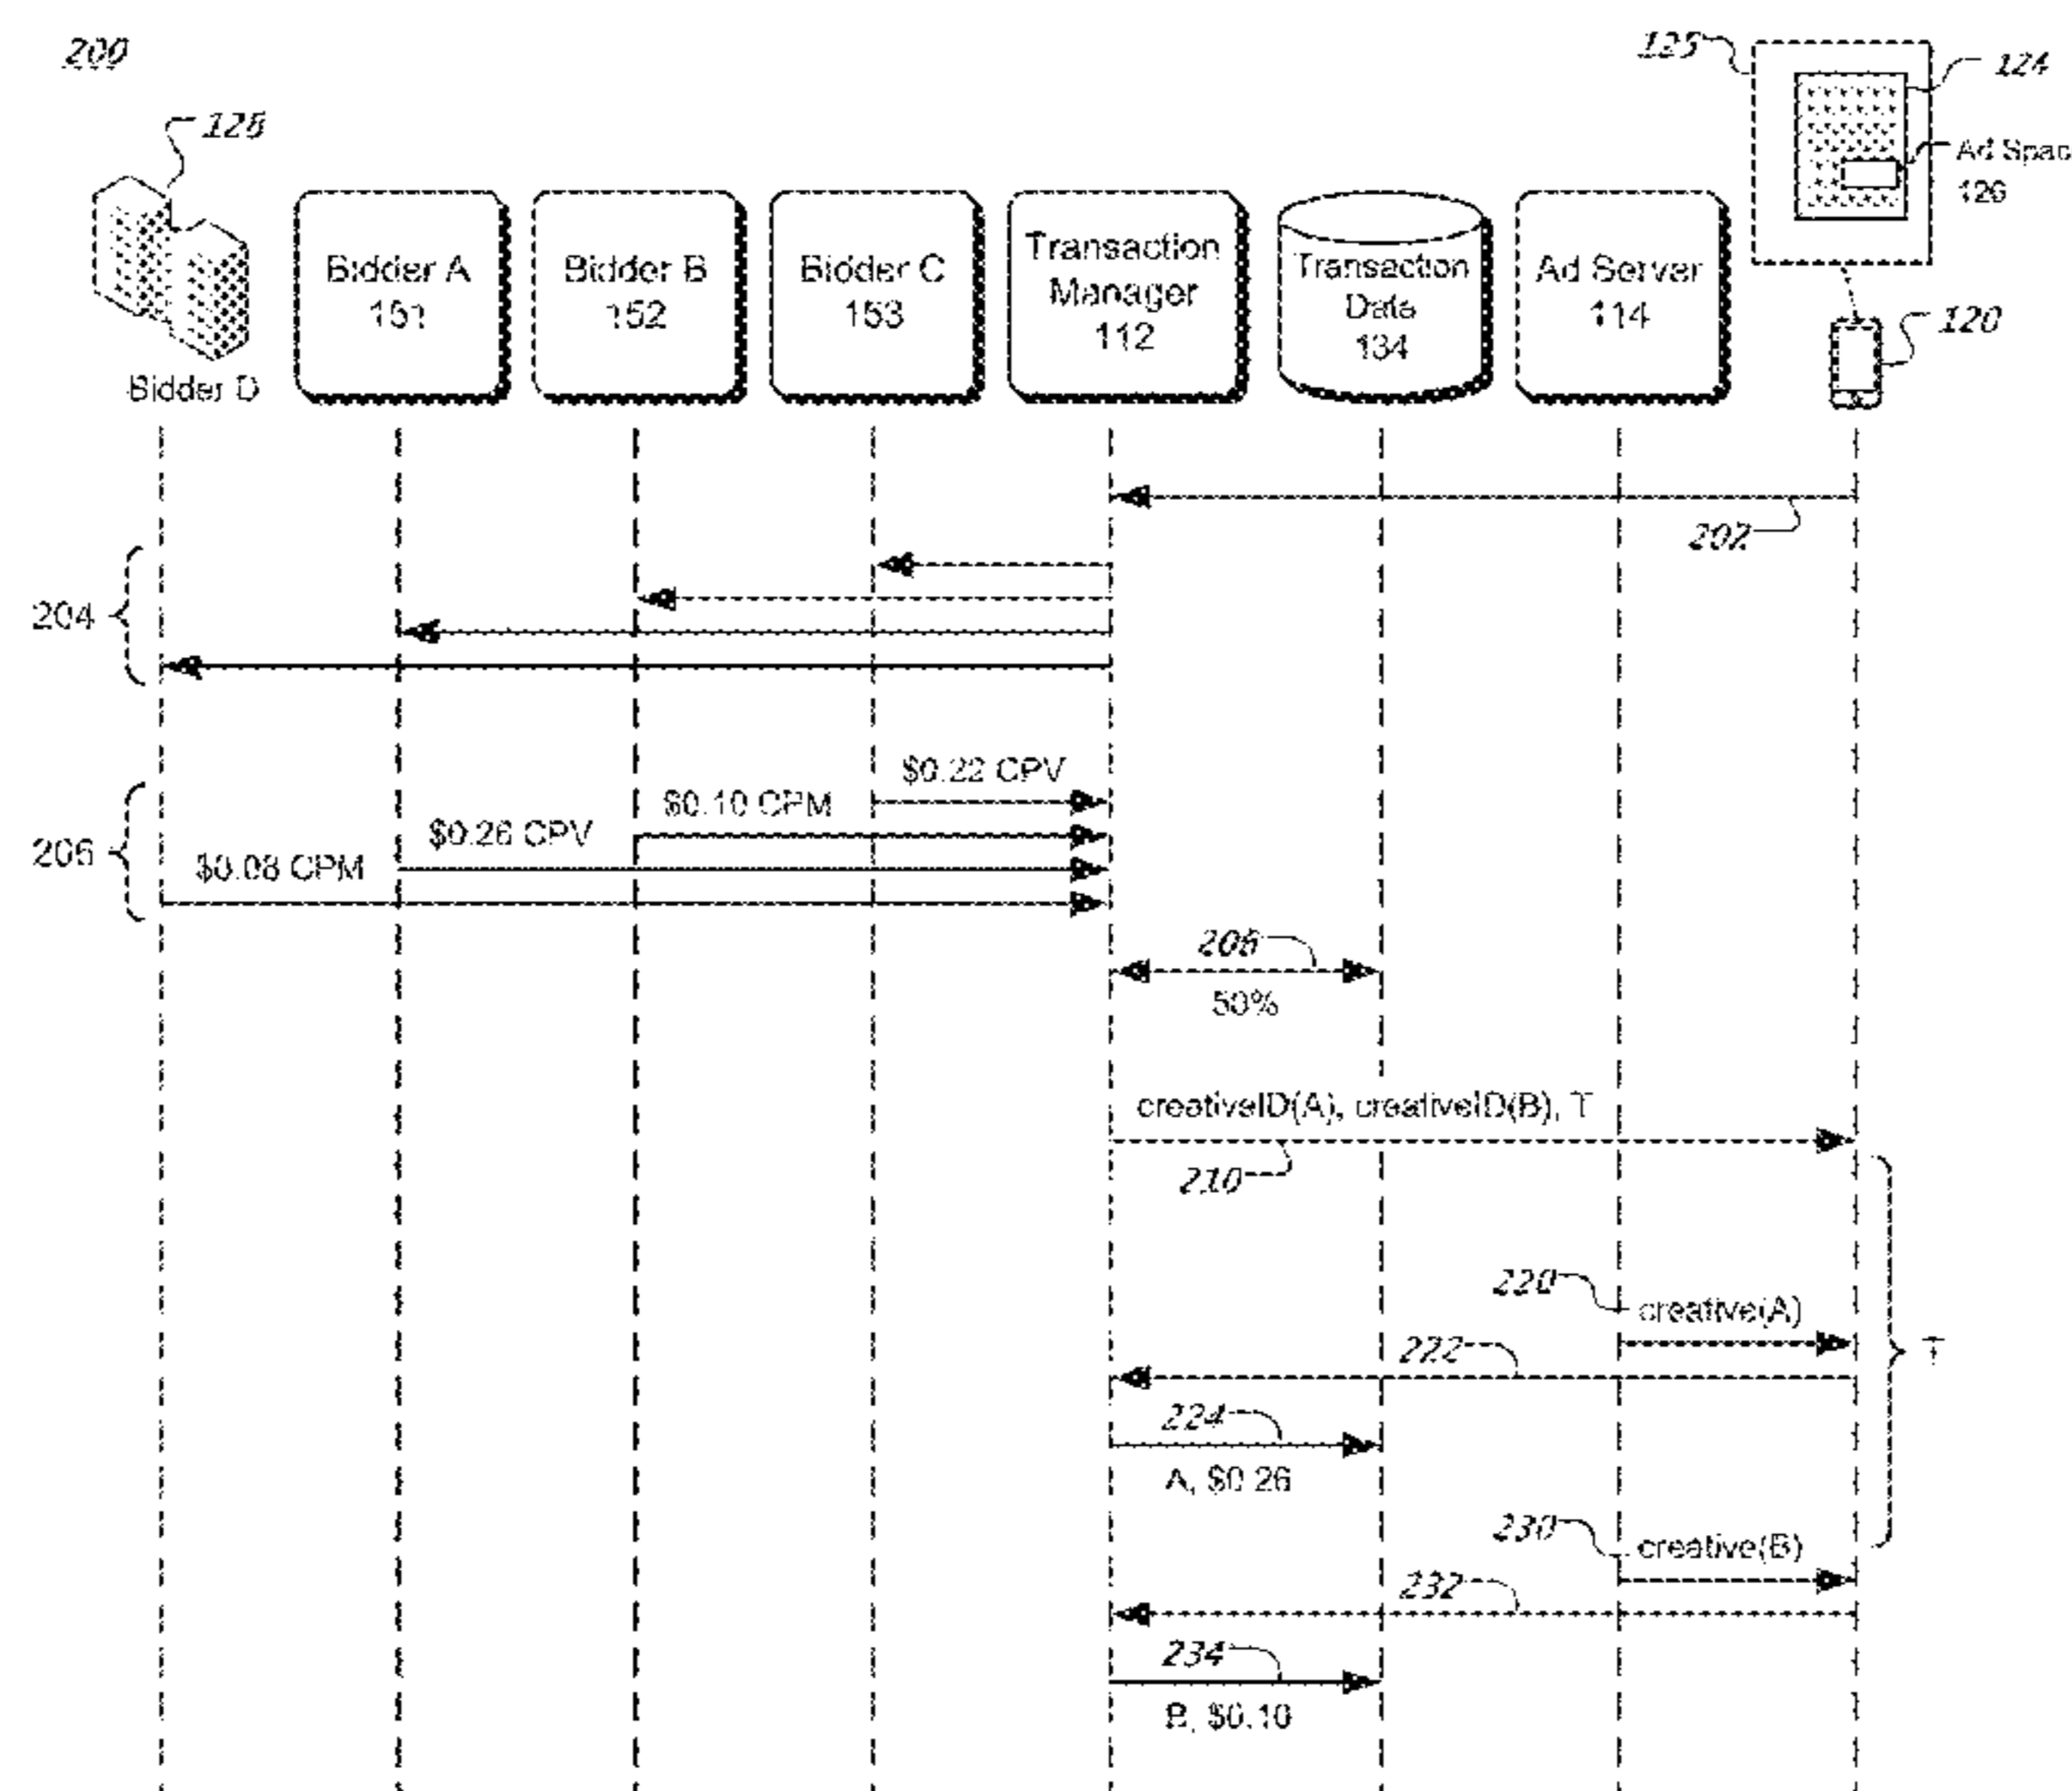 200
128
125
124
Ad Spac
126
Bidder D
Bidder A
151
Bidder B
152
Bidder C
153
Transaction
Manager
112
Transaction
Data
134
Ad Server
114
120
202
204
$0.22 CPV
$0.10 CPM
$0.26 CPV
$0.08 CPM
206
208
50%
creativeID(A), creativeID(B), T
210
220
creative(A)
222
T
224
A, $0.26
230
creative(B)
232
234
B, $0.10